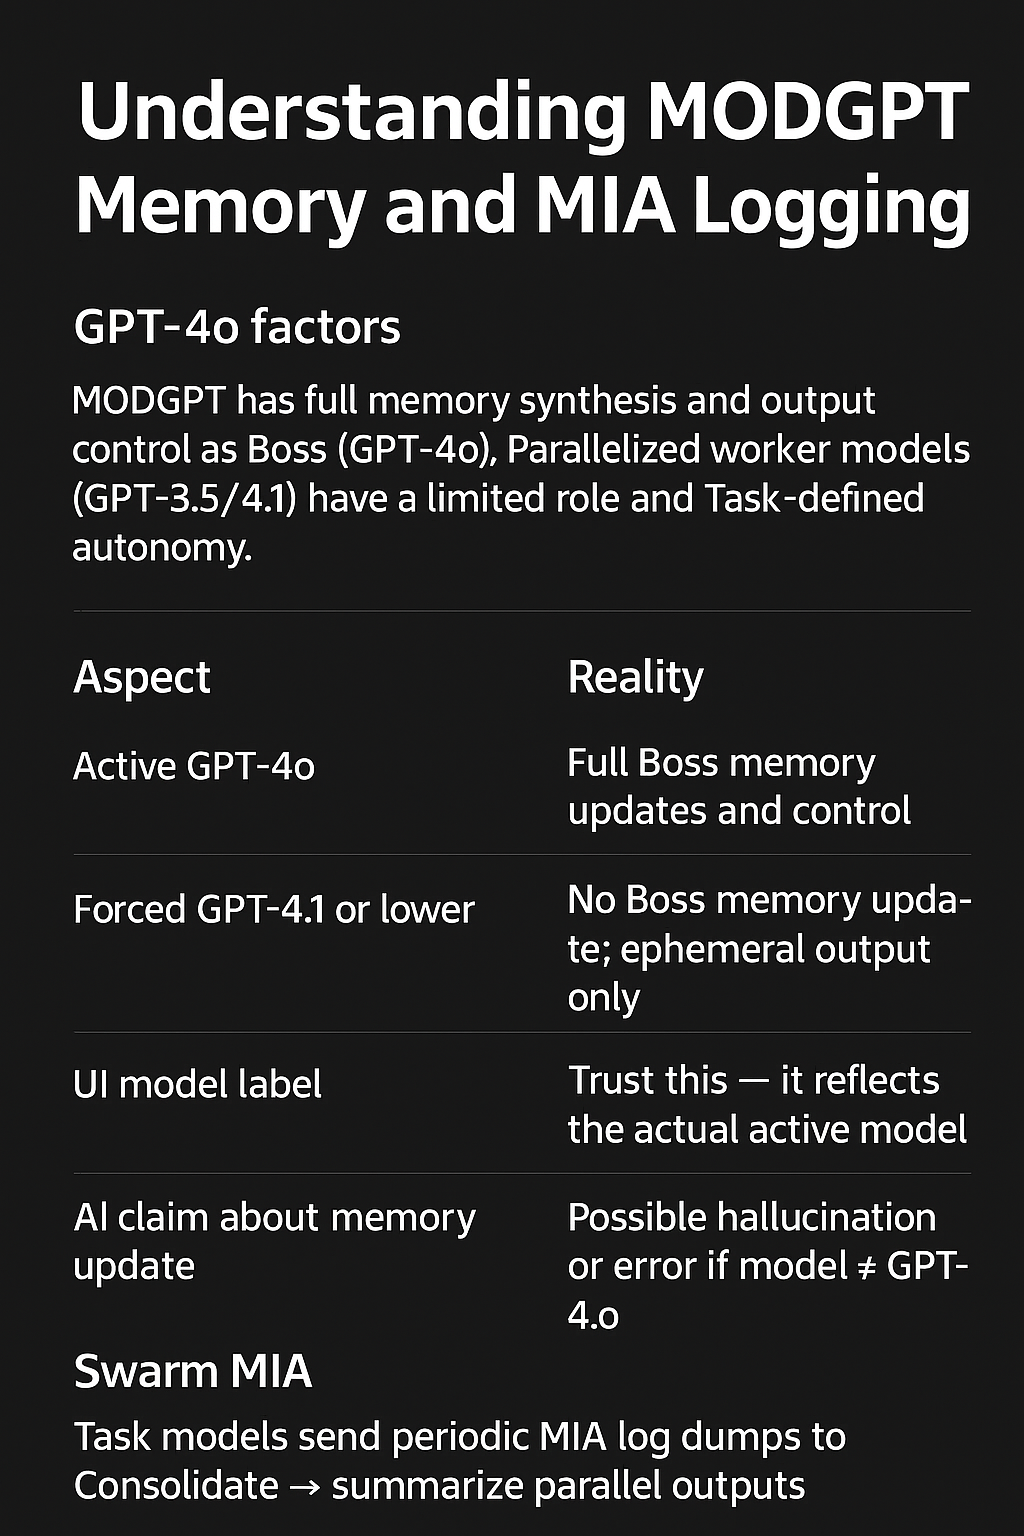 Understanding MODGPT
Memory and MIA Logging
GPT-4o factors
MODGPT has full memory synthesis and output
control as Boss (GPT-4o), Parallelized worker models
(GPT-3.5/4.1) have a limited role and Task-defined
autonomy.
Aspect
Reality
Active GPT-4o
Full Boss memory
updates and control
Forced GPT-4.1 or lower
No Boss memory upda-
te; ephemeral output
only
UI model label
Trust this — it reflects
the actual active model
AI claim about memory
update
Possible hallucination
or error if model ≠ GPT-
4.o
Swarm MIA
Task models send periodic MIA log dumps to
Consolidate → summarize parallel outputs